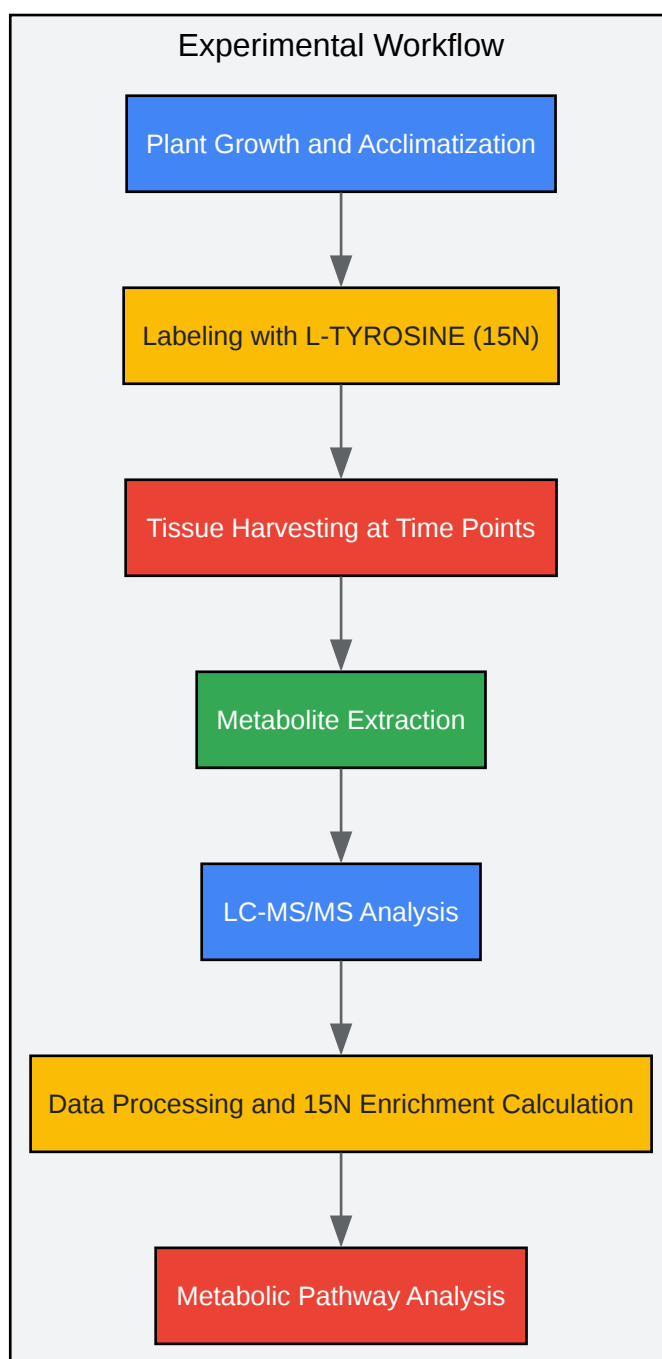 Experimental Workflow
Plant Growth and Acclimatization
Labeling with L-TYROSINE (15N)
Tissue Harvesting at Time Points
Metabolite Extraction
LC-MS/MS Analysis
Data Processing and 15N Enrichment Calculation
Metabolic Pathway Analysis